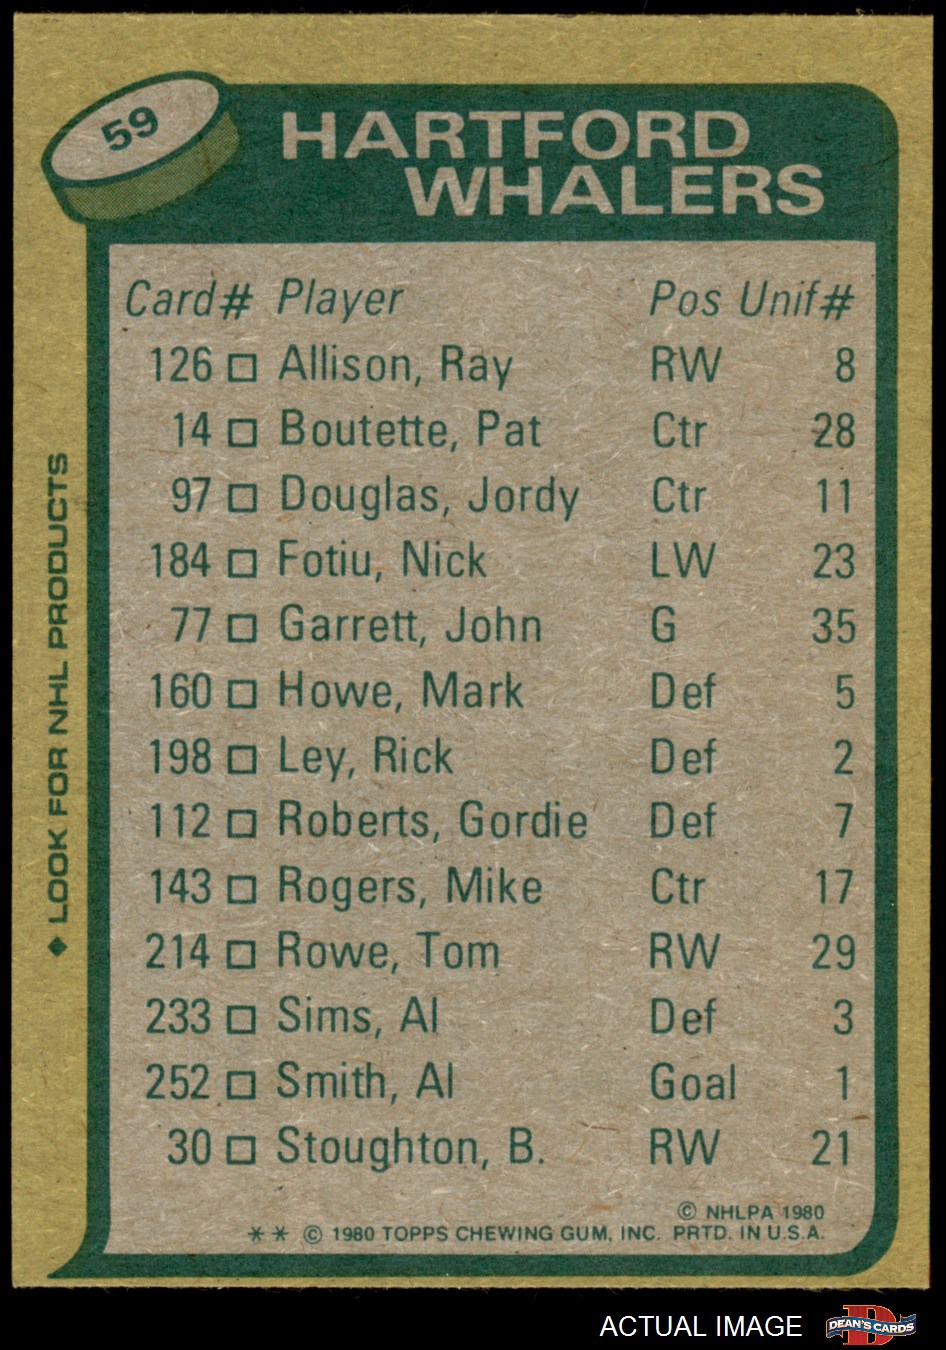 59
HARTFORD
WHALERS
Card# Player Pos Unif#
126 □ Allison, Ray RW 8
14 □ Boutette, Pat Ctr 28
97 □ Douglas, Jordy Ctr 11
184 □ Fotiu, Nick LW 23
77 □ Garrett, John G 35
160 □ Howe, Mark Def 5
198 □ Ley, Rick Def 2
112 □ Roberts, Gordie Def 7
143 □ Rogers, Mike Ctr 17
214 □ Rowe, Tom RW 29
233 □ Sims, Al Def 3
252 □ Smith, Al Goal 1
30 □ Stoughton, B. RW 21
© NHLPA 1980
** © 1980 TOPPS CHEWING GUM, INC. PRTD. IN U.S.A.
◆ LOOK FOR NHL PRODUCTS
ACTUAL IMAGE
D
DEAN'S CARDS